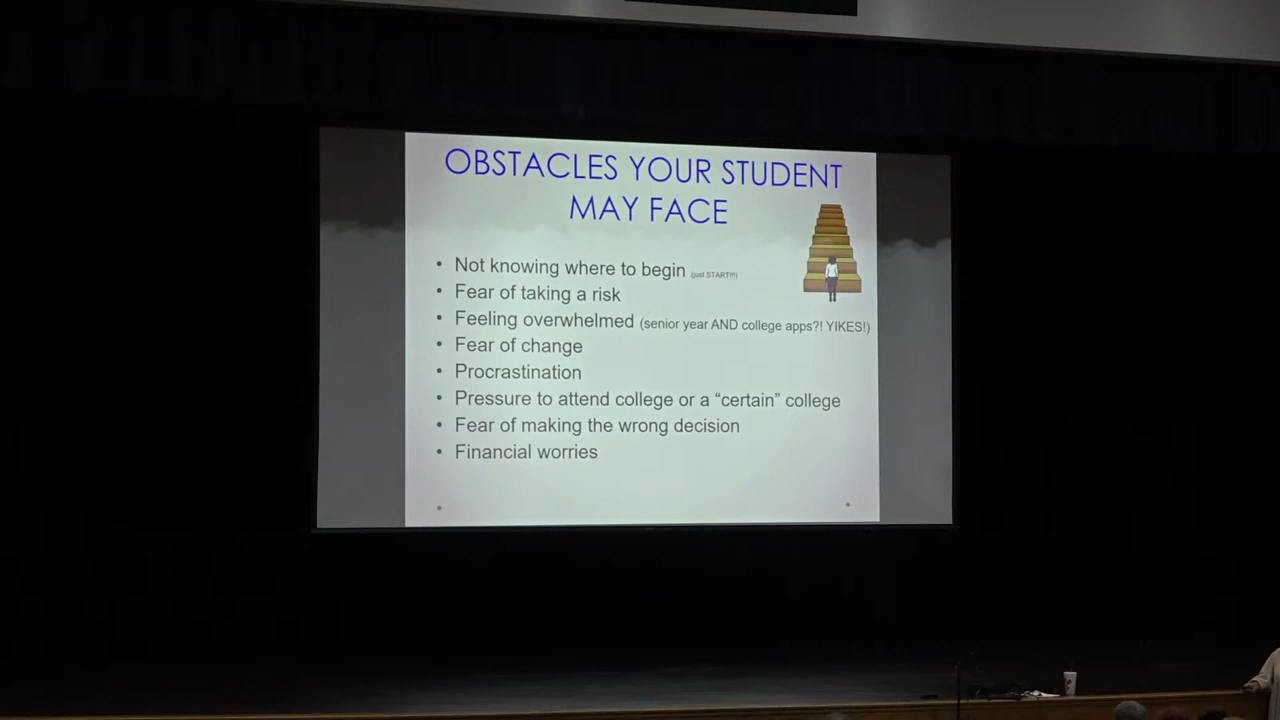 OBSTACLES YOUR STUDENT
MAY FACE
• Not knowing where to begin (just START!!!)
• Fear of taking a risk
• Feeling overwhelmed (senior year AND college apps?! YIKES!)
• Fear of change
• Procrastination
• Pressure to attend college or a “certain” college
• Fear of making the wrong decision
• Financial worries